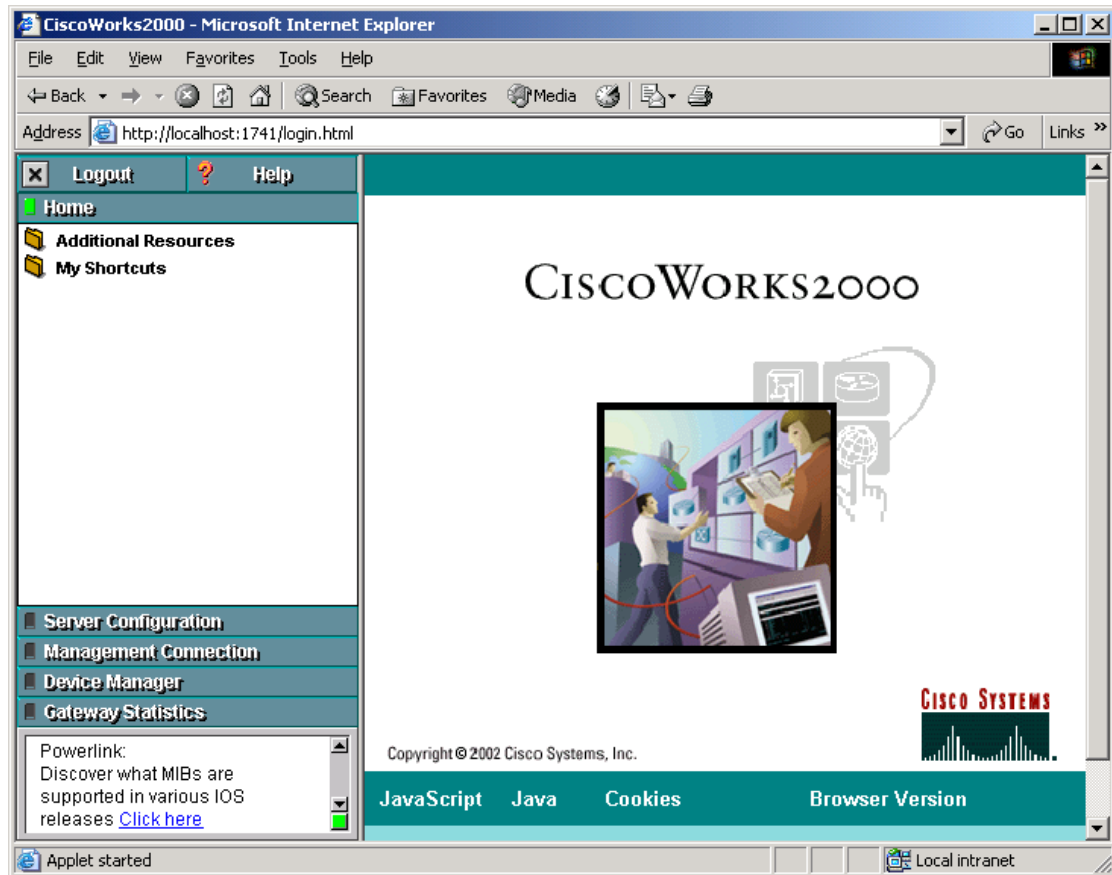 CiscoWorks2000 - Microsoft Internet Explorer
File Edit View Favorites Tools Help
Back Search Favorites Media
Address http://localhost:1741/login.html Go Links »
Logout ? Help
Home
Additional Resources
My Shortcuts
CISCOWORKS2000
Server Configuration
Management Connection
Device Manager
Gateway Statistics
Powerlink:
Discover what MIBs are
supported in various IOS
releases Click here
CISCO SYSTEMS
Copyright © 2002 Cisco Systems, Inc.
JavaScript Java Cookies Browser Version
Applet started Local intranet